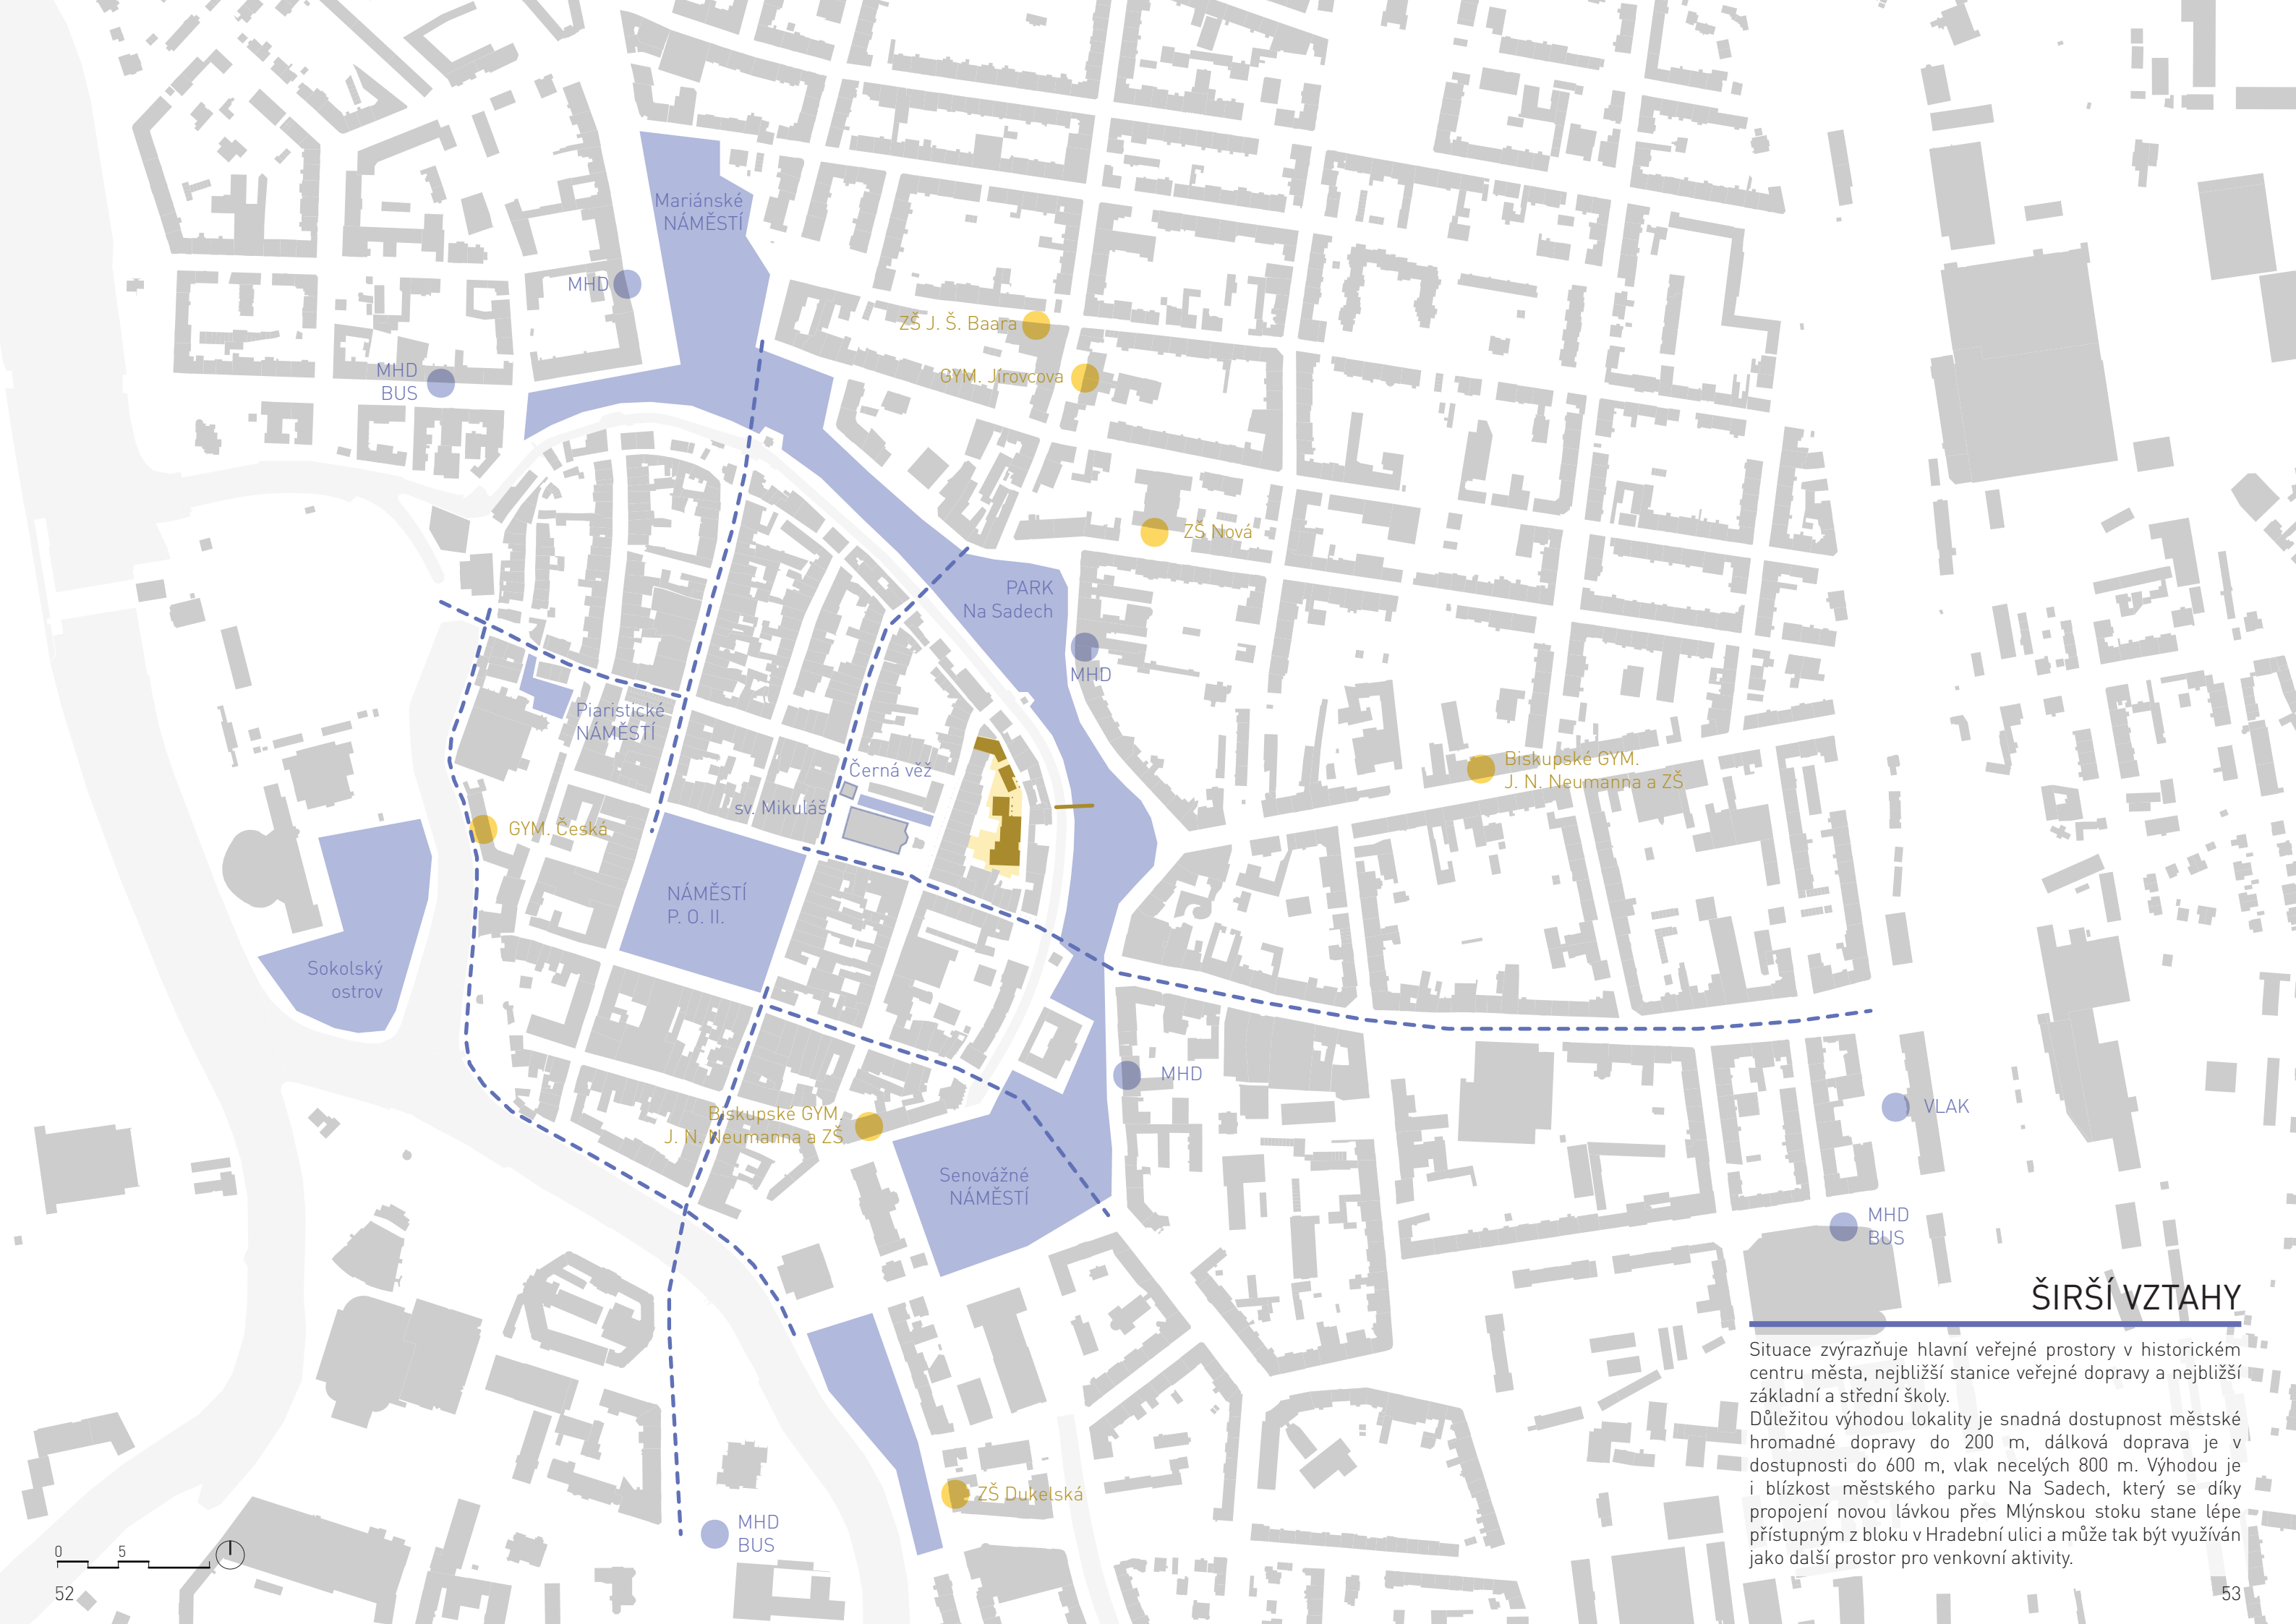 Mariánské
NÁMĚSTÍ
MHD
ZŠ J. Š. Baara
MHD
BUS
GYM. Jírovcova
ZŠ Nová
PARK
Na Sadech
MHD
Piaristické
NÁMĚSTÍ
Černá věž
Biskupské GYM.
J. N. Neumanna a ZŠ
sv. Mikuláš
GYM. Česká
NÁMĚSTÍ
P. O. II.
Sokolský
ostrov
MHD
Biskupské GYM.
J. N. Neumanna a ZŠ
VLAK
Senovážné
NÁMĚSTÍ
MHD
BUS
ZŠ Dukelská
MHD
BUS
ŠIRŠÍ VZTAHY
Situace zvýrazňuje hlavní veřejné prostory v historickém
centru města, nejbližší stanice veřejné dopravy a nejbližší
základní a střední školy.
Důležitou výhodou lokality je snadná dostupnost městské
hromadné dopravy do 200 m, dálková doprava je v
dostupnosti do 600 m, vlak necelých 800 m. Výhodou je
i blízkost městského parku Na Sadech, který se díky
propojení novou lávkou přes Mlýnskou stoku stane lépe
přístupným z bloku v Hradební ulici a může tak být využíván
jako další prostor pro venkovní aktivity.
0 5
52
53